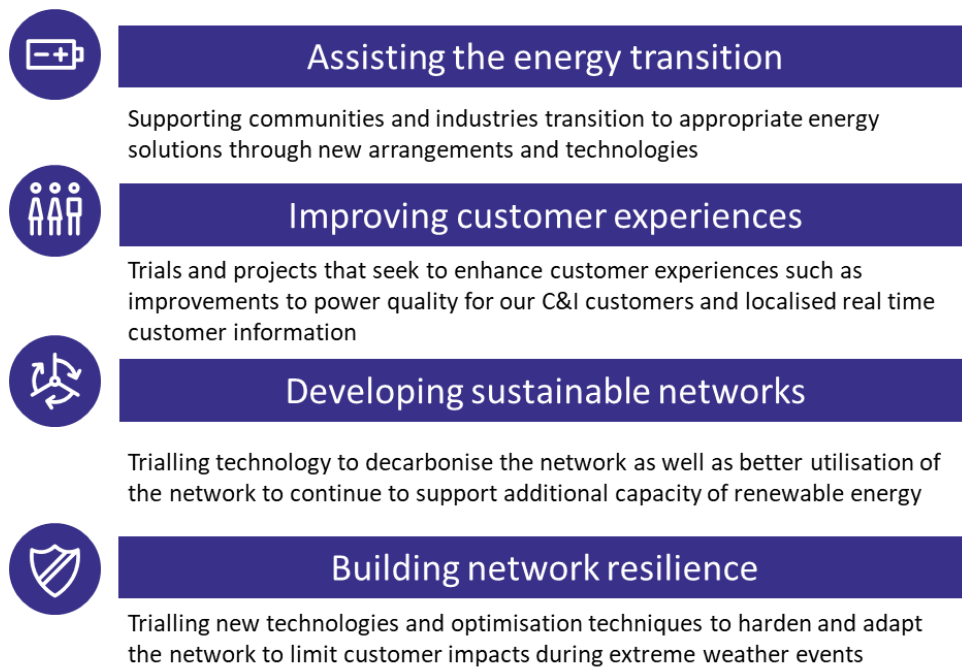 Assisting the energy transition
Supporting communities and industries transition to appropriate energy
solutions through new arrangements and technologies
Improving customer experiences
Trials and projects that seek to enhance customer experiences such as
improvements to power quality for our C&I customers and localised real time
customer information
Developing sustainable networks
Trialling technology to decarbonise the network as well as better utilisation of
the network to continue to support additional capacity of renewable energy
Building network resilience
Trialling new technologies and optimisation techniques to harden and adapt
the network to limit customer impacts during extreme weather events